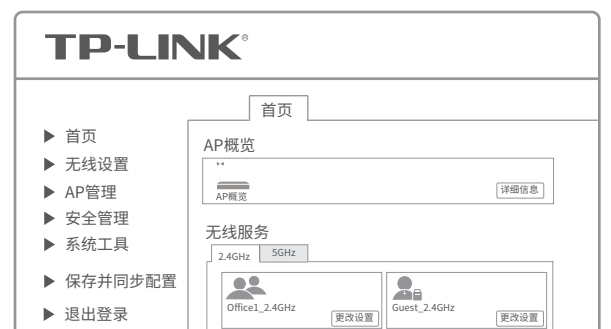 TP-LINK®
首页
▶ 首页
▶ 无线设置
▶ AP管理
▶ 安全管理
▶ 系统工具
▶ 保存并同步配置
▶ 退出登录
AP概览
AP概览
详细信息
无线服务
2.4GHz
5GHz
Office1_2.4GHz
更改设置
Guest_2.4GHz
更改设置